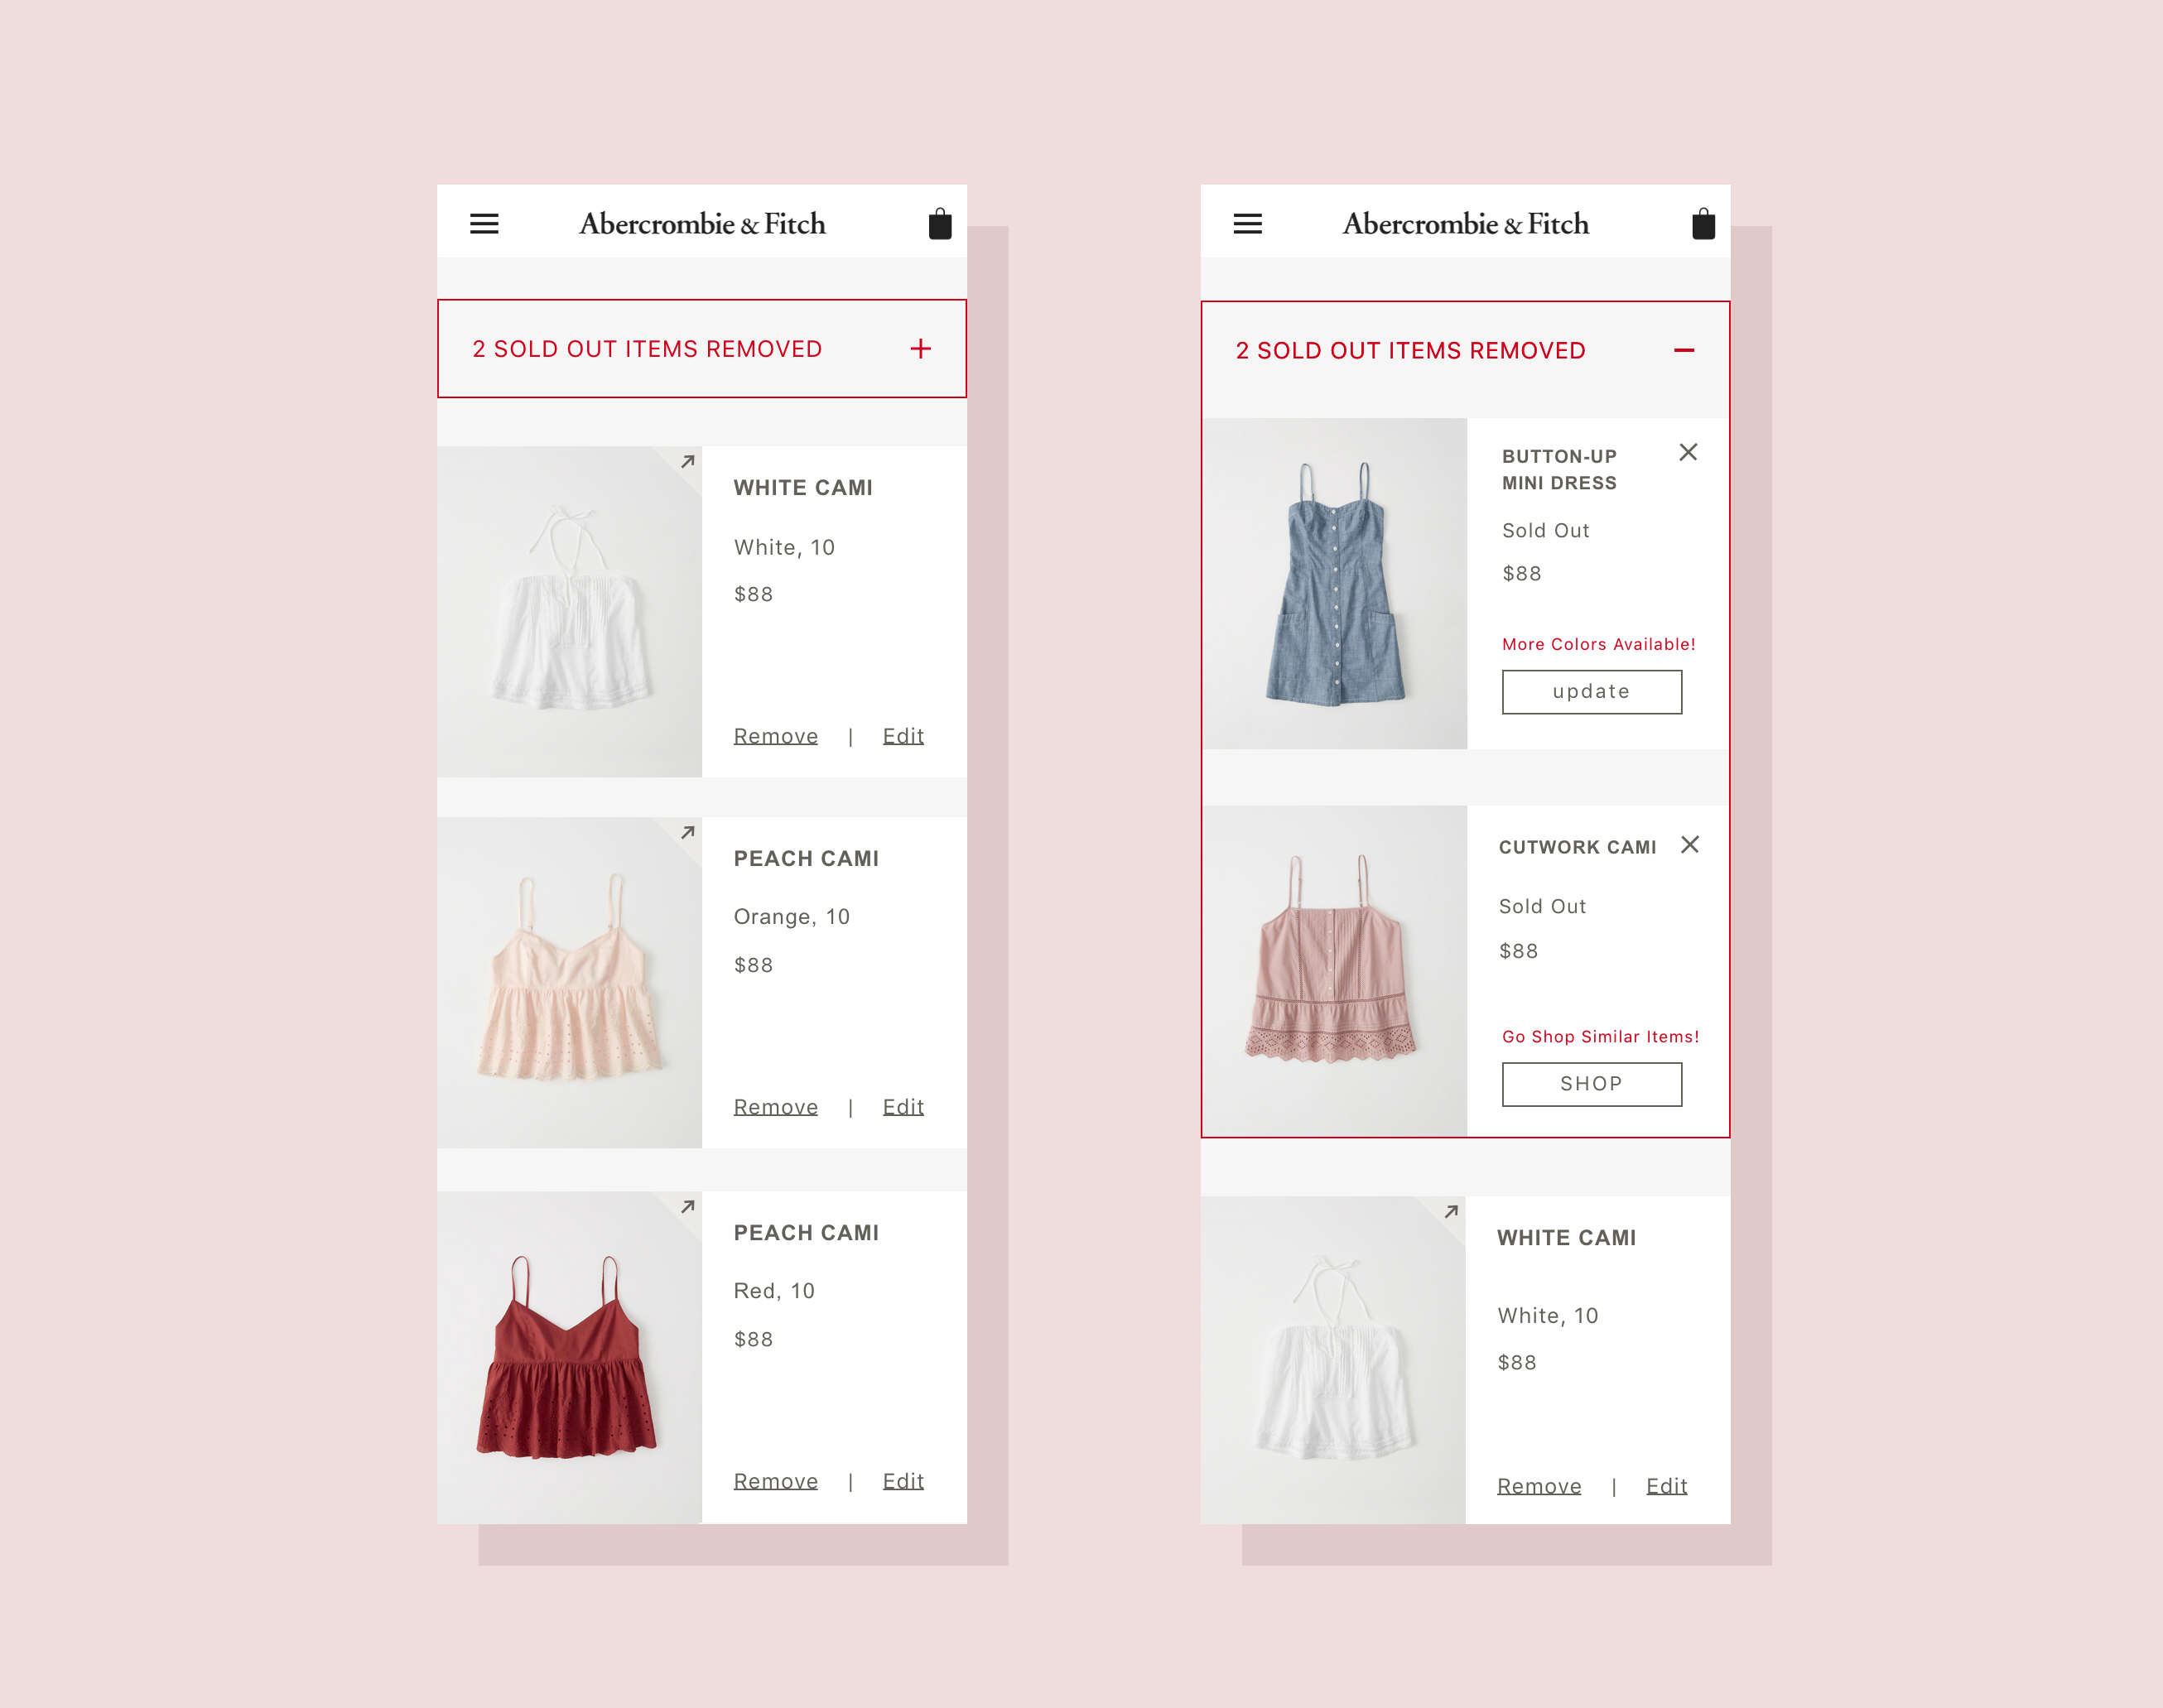 Abercrombie & Fitch
2 SOLD OUT ITEMS REMOVED
WHITE CAMI
White, 10
$88
Remove | Edit
PEACH CAMI
Orange, 10
$88
Remove | Edit
PEACH CAMI
Red, 10
$88
Remove | Edit
Abercrombie & Fitch
2 SOLD OUT ITEMS REMOVED
BUTTON-UP
MINI DRESS
Sold Out
$88
More Colors Available!
update
CUTWORK CAMI
Sold Out
$88
Go Shop Similar Items!
SHOP
WHITE CAMI
White, 10
$88
Remove | Edit